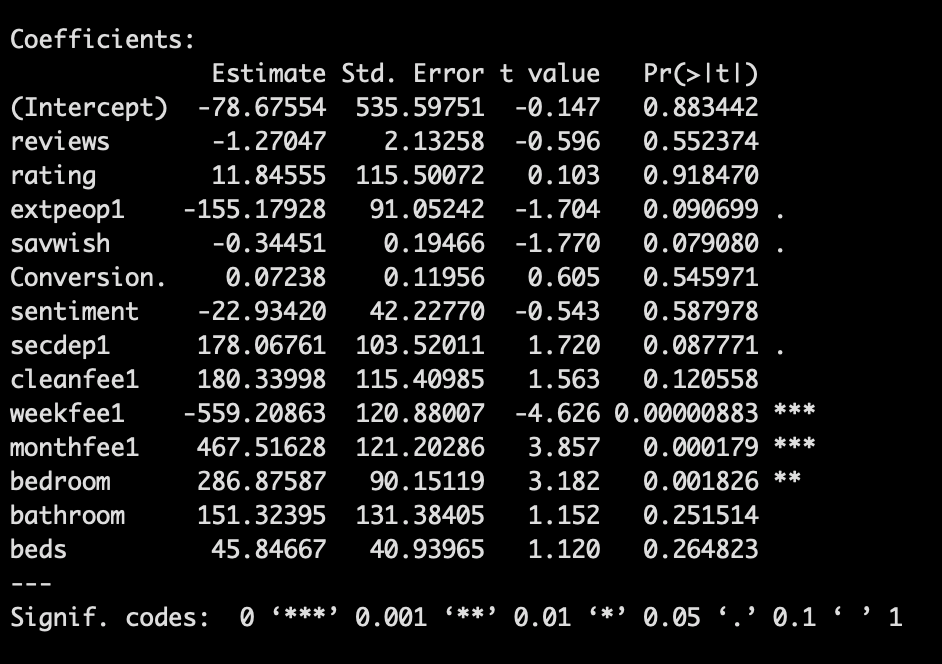 Coefficients:
Estimate Std. Error t value Pr(>|t|)
(Intercept) -78.67554 535.59751 -0.147 0.883442
reviews -1.27047 2.13258 -0.596 0.552374
rating 11.84555 115.50072 0.103 0.918470
extpeop1 -155.17928 91.05242 -1.704 0.090699 .
savwish -0.34451 0.19466 -1.770 0.079080 .
Conversion. 0.07238 0.11956 0.605 0.545971
sentiment -22.93420 42.22770 -0.543 0.587978
secdep1 178.06761 103.52011 1.720 0.087771 .
cleanfee1 180.33998 115.40985 1.563 0.120558
weekfee1 -559.20863 120.88007 -4.626 0.00000883 ***
monthfee1 467.51628 121.20286 3.857 0.000179 ***
bedroom 286.87587 90.15119 3.182 0.001826 **
bathroom 151.32395 131.38405 1.152 0.251514
beds 45.84667 40.93965 1.120 0.264823
---
Signif. codes: 0 ‘***’ 0.001 ‘**’ 0.01 ‘*’ 0.05 ‘.’ 0.1 ‘ ’ 1